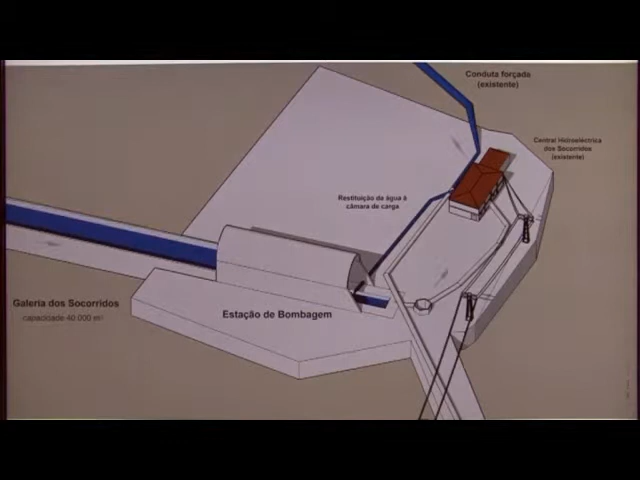 Conduta forçada
(existente)
Central Hidroeléctrica
dos Socorridos
(existente)
Restituição da água à
câmara de carga
Galeria dos Socorridos
capacidade 40.000 m³
Estação de Bombagem